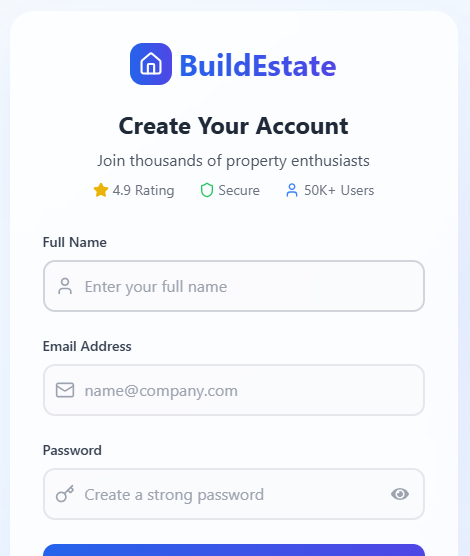 BuildEstate
Create Your Account
Join thousands of property enthusiasts
4.9 Rating Secure 50K+ Users
Full Name
Enter your full name
Email Address
name@company.com
Password
Create a strong password